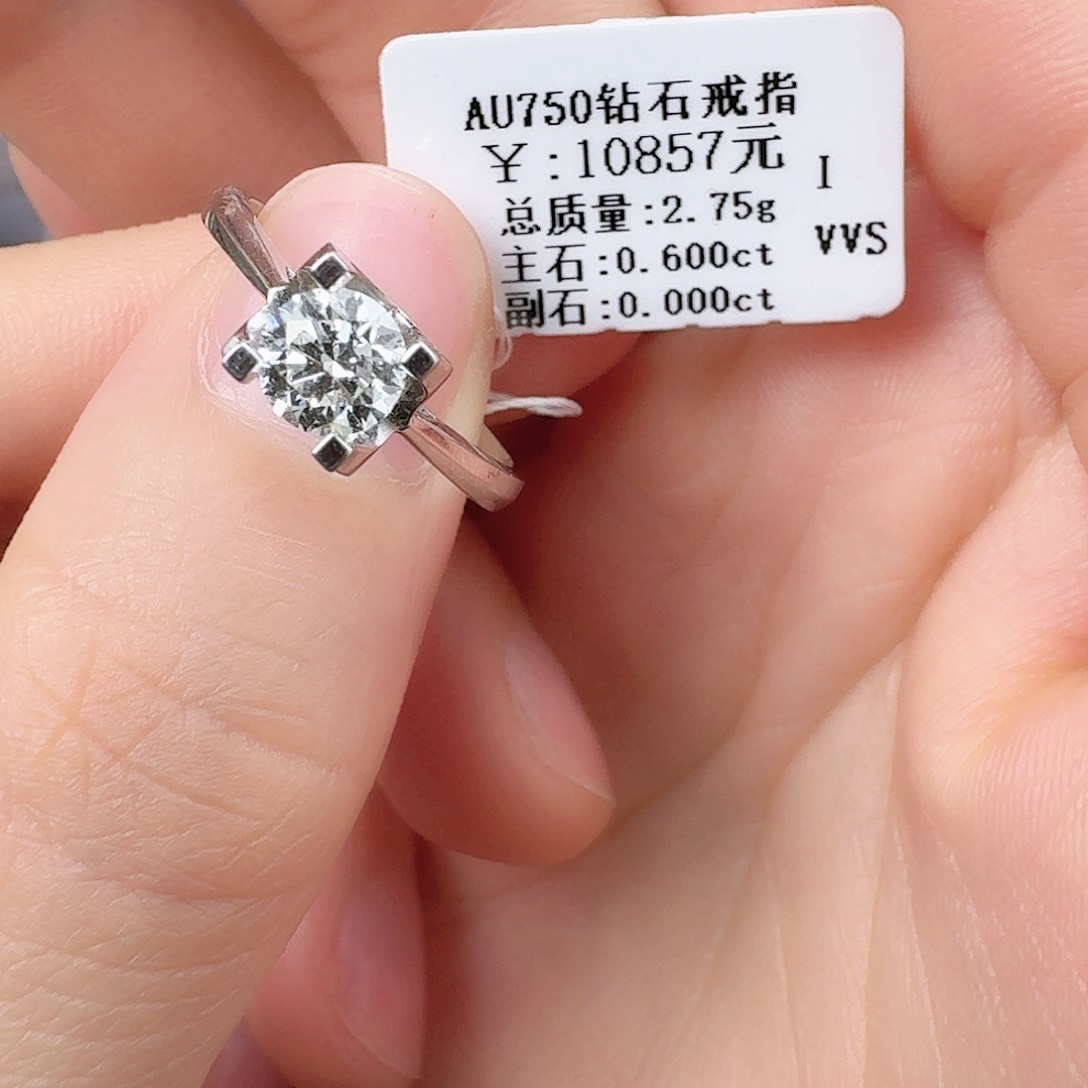 AU750钻石戒指
¥:10857元
I
总质量:2.75g
VVS
主石:0.600ct
副石:0.000ct